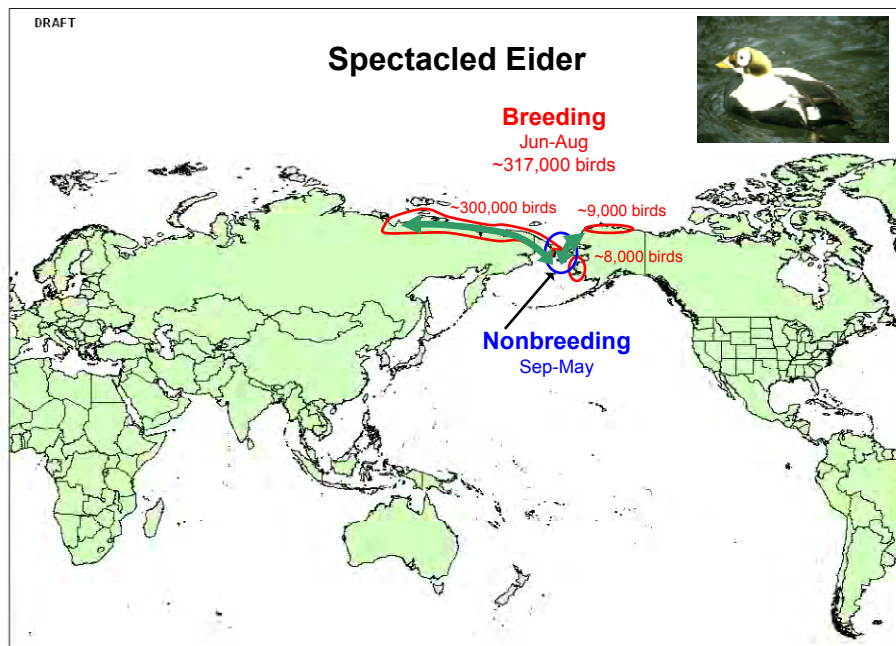 DRAFT
Spectacled Eider
Breeding
Jun-Aug
~317,000 birds
~300,000 birds
~9,000 birds
~8,000 birds
Nonbreeding
Sep-May